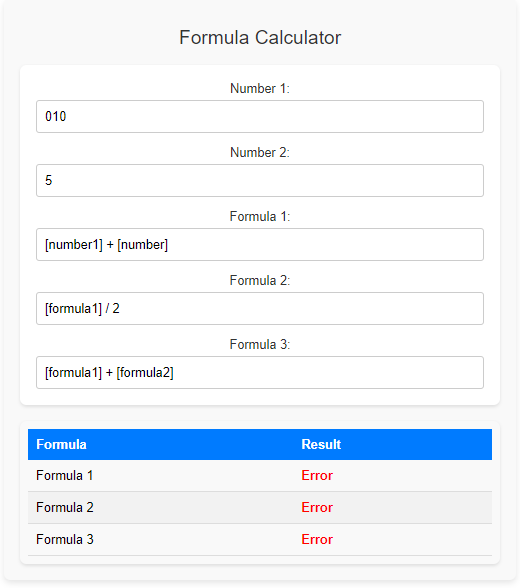 Formula Calculator
Number 1:
010
Number 2:
5
Formula 1:
[number1] + [number]
Formula 2:
[formula1] / 2
Formula 3:
[formula1] + [formula2]
Formula Result
Formula 1 Error
Formula 2 Error
Formula 3 Error